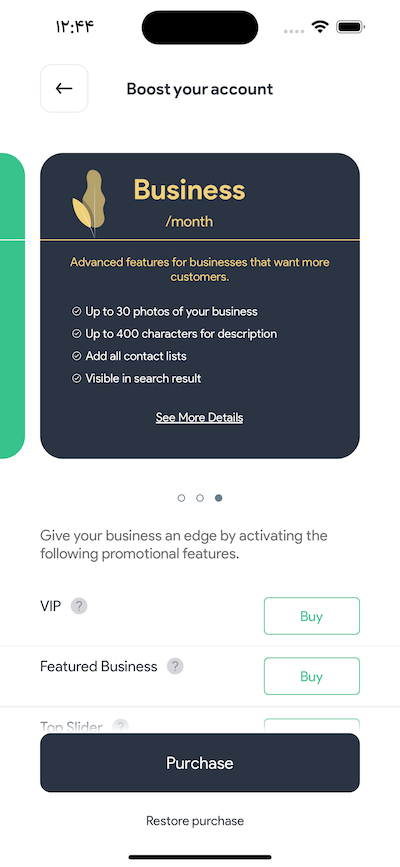 ۱۲:۴۴
Boost your account
Business
/month
Advanced features for businesses that want more
customers.
Up to 30 photos of your business
Up to 400 characters for description
Add all contact lists
Visible in search result
See More Details
Give your business an edge by activating the
following promotional features.
VIP ?
Buy
Featured Business ?
Buy
Top Slider ?
Purchase
Restore purchase